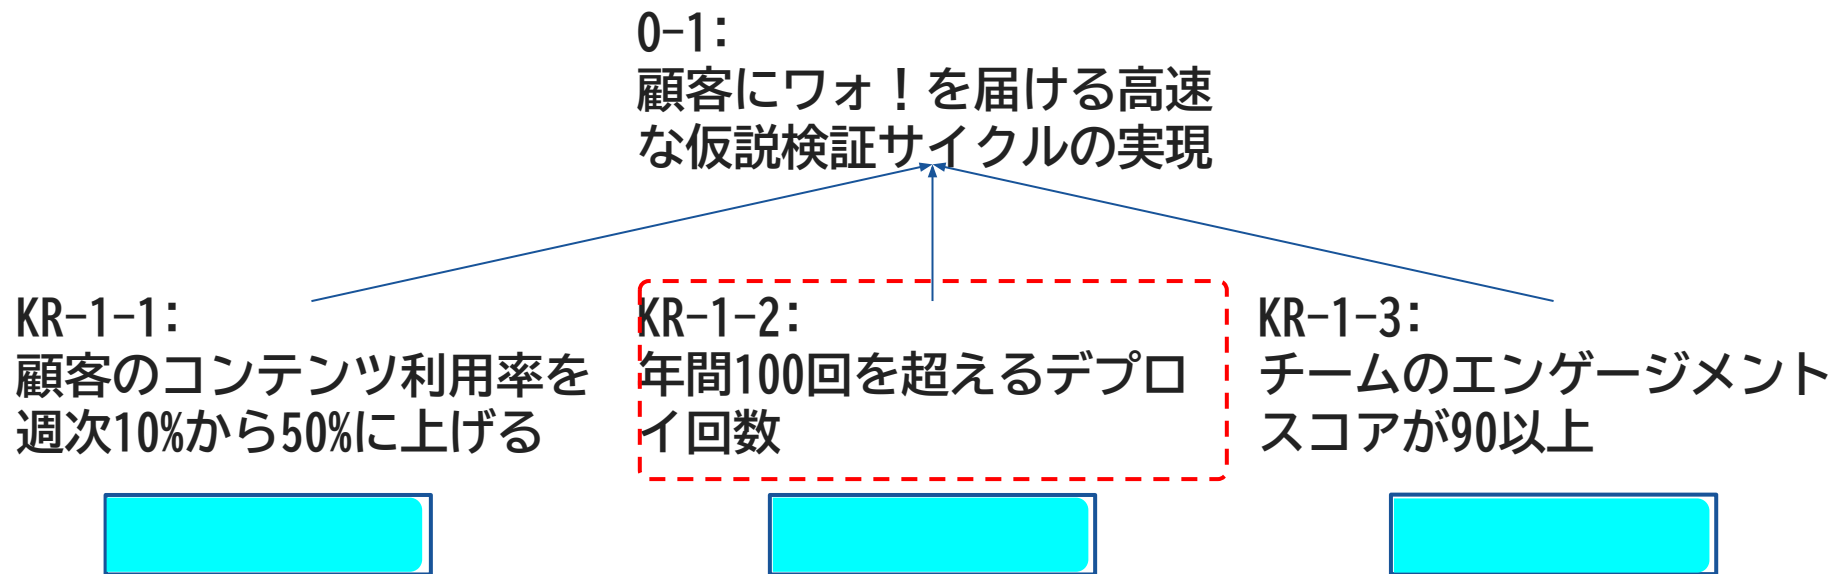 O-1:
顧客にワォ！を届ける高速
な仮説検証サイクルの実現
KR-1-1:
顧客のコンテンツ利用率を
週次10%から50%に上げる
KR-1-2:
年間100回を超えるデプロ
イ回数
KR-1-3:
チームのエンゲージメント
スコアが90以上